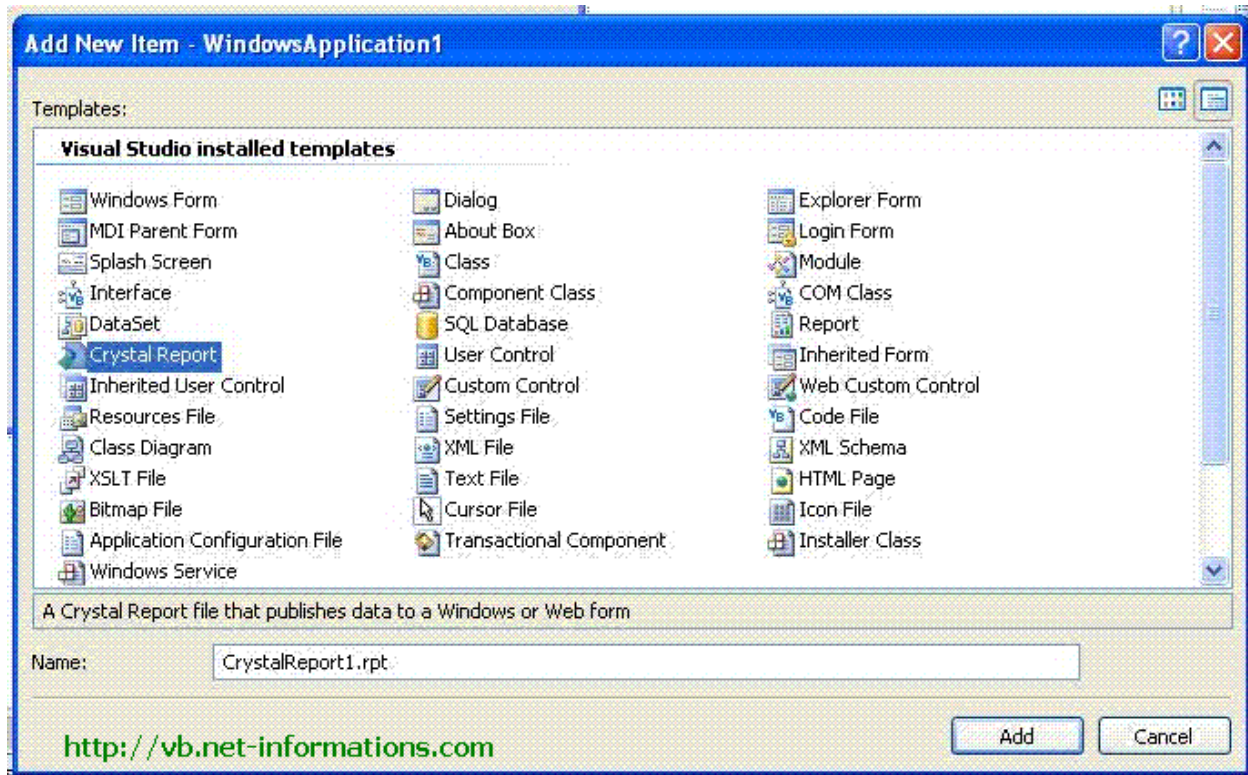 Add New Item - WindowsApplication1
Templates:
Visual Studio installed templates
Windows Form Dialog Explorer Form
MDI Parent Form About Box Login Form
Splash Screen Class Module
Interface Component Class COM Class
DataSet SQL Database Report
Crystal Report User Control Inherited Form
Inherited User Control Custom Control Web Custom Control
Resources File Settings File Code File
Class Diagram XML File XML Schema
XSLT File Text File HTML Page
Bitmap File Cursor File Icon File
Application Configuration File Transactional Component Installer Class
Windows Service
A Crystal Report file that publishes data to a Windows or Web form
Name: CrystalReport1.rpt
http://vb.net-informations.com Add Cancel